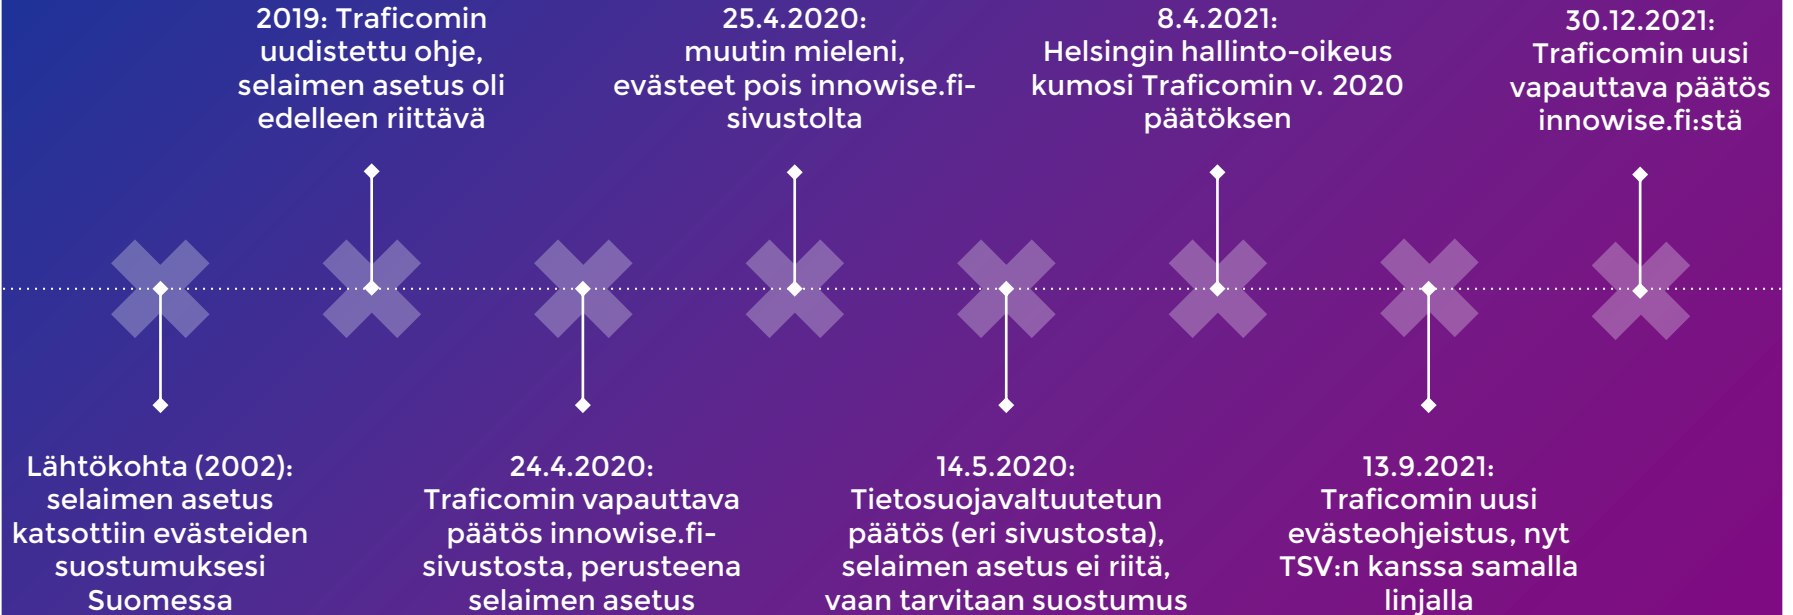 2019: Traficomin
uudistettu ohje,
selaimen asetus oli
edelleen riittävä
25.4.2020:
muutin mieleni,
evästeet pois innowise.fi-
sivustolta
8.4.2021:
Helsingin hallinto-oikeus
kumosi Traficomin v. 2020
päätöksen
30.12.2021:
Traficomin uusi
vapauttava päätös
innowise.fi:stä
Lähtökohta (2002):
selaimen asetus
katsottiin evästeiden
suostumuksesi
Suomessa
24.4.2020:
Traficomin vapauttava
päätös innowise.fi-
sivustosta, perusteena
selaimen asetus
14.5.2020:
Tietosuojavaltuutetun
päätös (eri sivustosta),
selaimen asetus ei riitä,
vaan tarvitaan suostumus
13.9.2021:
Traficomin uusi
evästeohjeistus, nyt
TSV:n kanssa samalla
linjalla